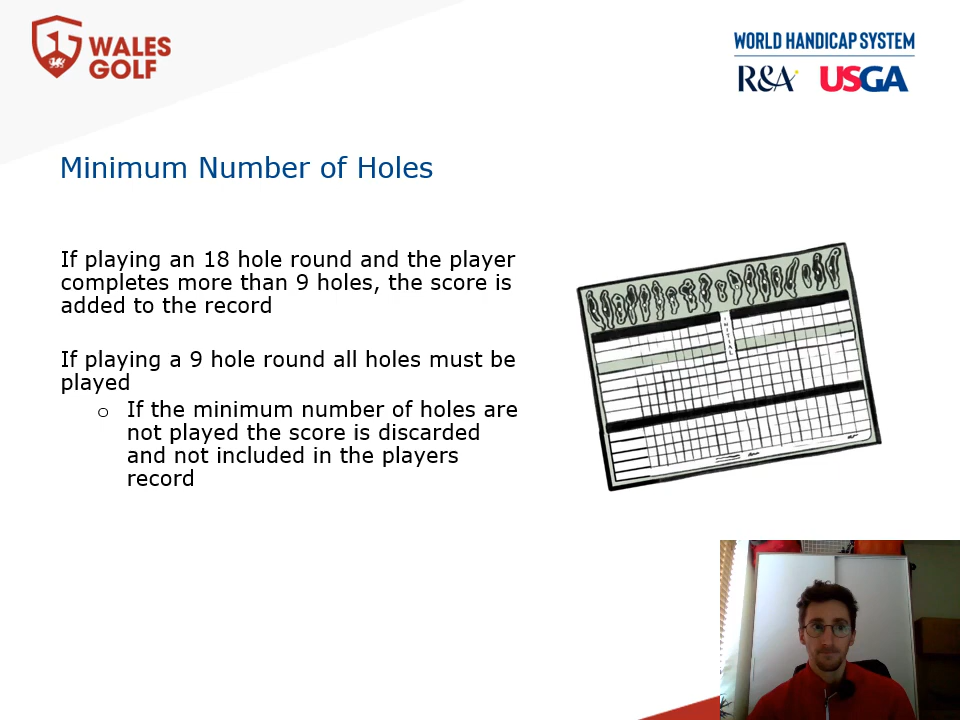 WALES
GOLF
WORLD HANDICAP SYSTEM
R&A USGA
Minimum Number of Holes
If playing an 18 hole round and the player
completes more than 9 holes, the score is
added to the record
If playing a 9 hole round all holes must be
played
o If the minimum number of holes are
not played the score is discarded
and not included in the players
record
INITIAL